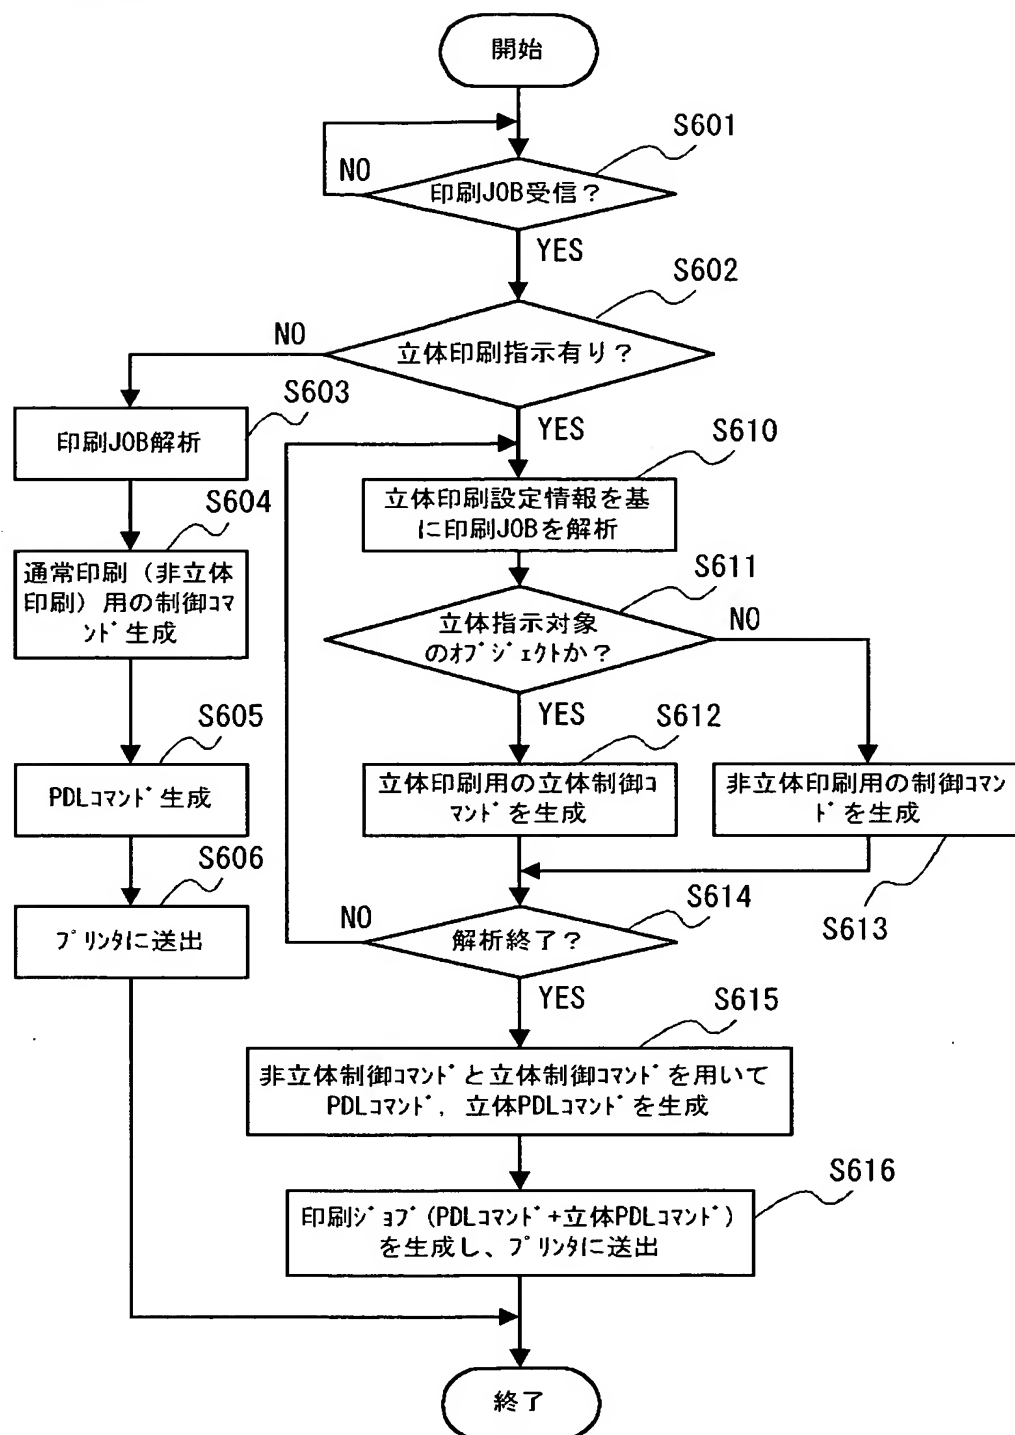 開始
S601
NO
印刷JOB受信?
YES
S602
NO
立体印刷指示有り?
S603
YES
印刷JOB解析
S610
立体印刷設定情報を基
に印刷JOBを解析
S604
通常印刷(非立体
印刷)用の制御コマ
ンド生成
S611
立体指示対象
のオブジェクトか?
NO
YES
S605
PDLコマンド生成
S612
立体印刷用の立体制御コ
マンドを生成
非立体印刷用の制御コマン
ドを生成
S613
S606
プリンタに送出
S614
NO
解析終了?
YES
S615
非立体制御コマンドと立体制御コマンドを用いて
PDLコマンド,立体PDLコマンドを生成
S616
印刷ジョブ(PDLコマンド+立体PDLコマンド)
を生成し、プリンタに送出
終了